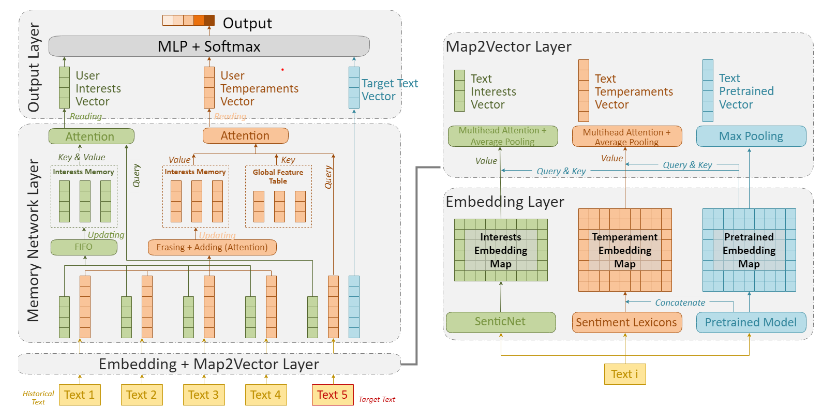 Output
MLP + Softmax
Output Layer
User
Interests
Vector
User
Temperaments
Vector
Target Text
Vector
Reading
Reading
Attention
Attention
Key & Value
Query
Value
Key
Query
Interests Memory
Interests Memory
Global Feature
Table
Updating
Updating
FIFO
Erasing + Adding (Attention)
Memory Network Layer
Embedding + Map2Vector Layer
Historical
Text
Text 1
Text 2
Text 3
Text 4
Text 5
Target Text
Map2Vector Layer
Text
Interests
Vector
Text
Temperaments
Vector
Text
Pretrained
Vector
Multihead Attention +
Average Pooling
Multihead Attention +
Average Pooling
Max Pooling
Value
Query & Key
Value
Query & Key
Embedding Layer
Interests
Embedding
Map
Temperament
Embedding
Map
Pretrained
Embedding
Map
Concatenate
SenticNet
Sentiment Lexicons
Pretrained Model
Text i